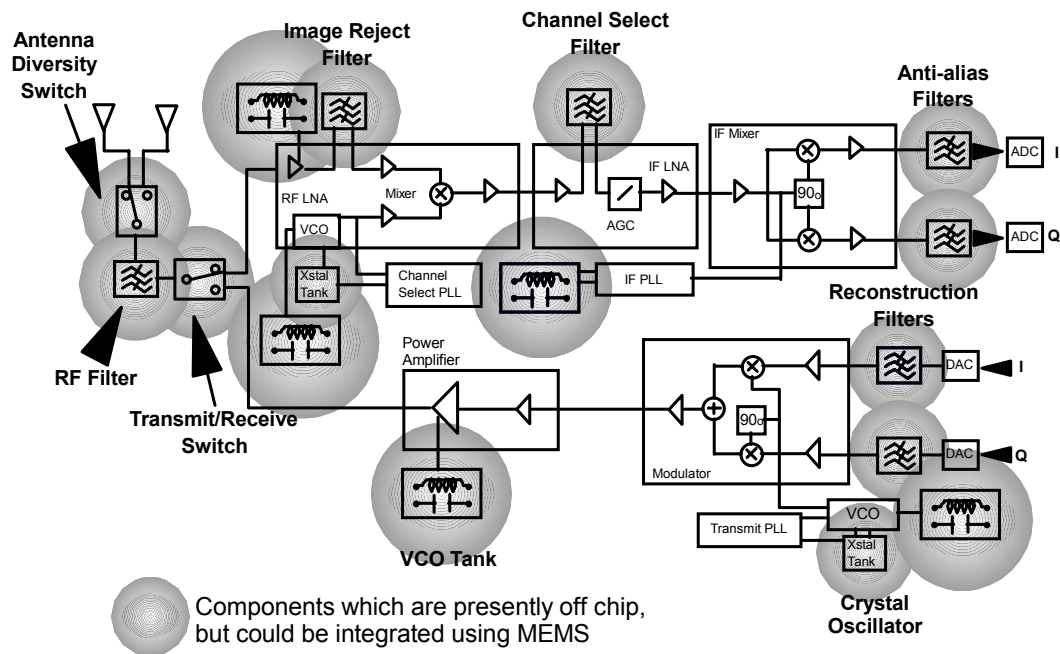 Antenna
Diversity
Switch
Image Reject
Filter
Channel Select
Filter
Anti-alias
Filters
RF LNA
Mixer
VCO
Xstal
Tank
Channel
Select PLL
IF LNA
AGC
IF PLL
IF Mixer
90o
ADC
I
ADC
Q
RF Filter
Transmit/Receive
Switch
Power
Amplifier
VCO Tank
Reconstruction
Filters
Modulator
90o
DAC
I
DAC
Q
Transmit PLL
VCO
Xstal
Tank
Crystal
Oscillator
Components which are presently off chip,
but could be integrated using MEMS